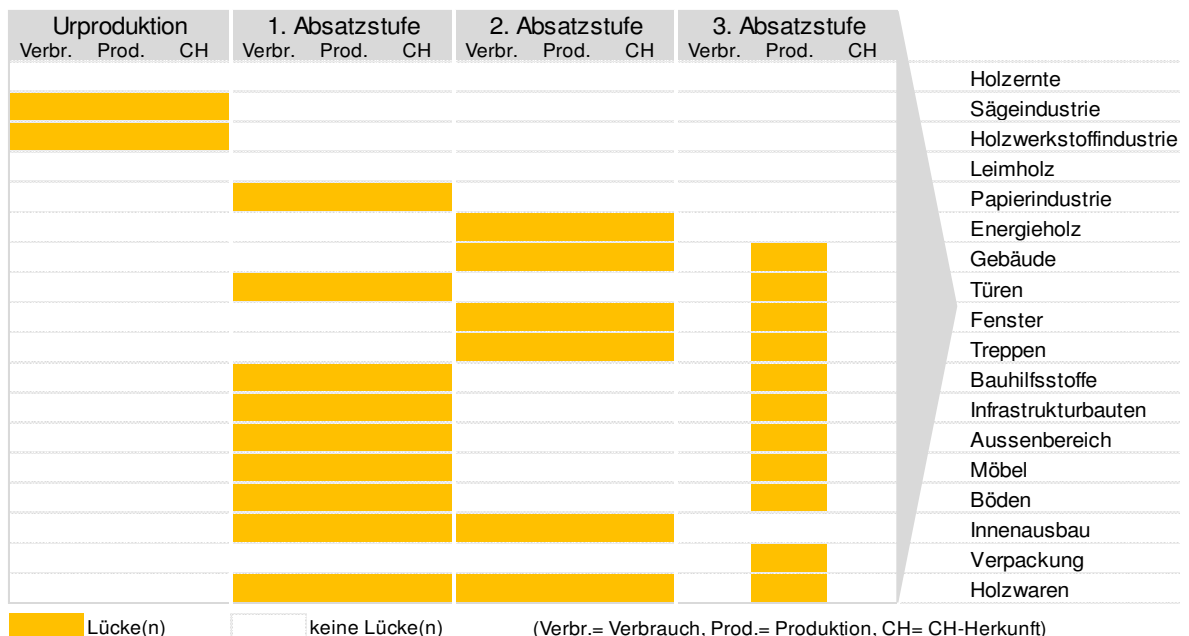 Urproduktion 1. Absatzstufe 2. Absatzstufe 3. Absatzstufe
Verbr. Prod. CH Verbr. Prod. CH Verbr. Prod. CH Verbr. Prod. CH
Holzernte
Sägeindustrie
Holzwerkstoffindustrie
Leimholz
Papierindustrie
Energieholz
Gebäude
Türen
Fenster
Treppen
Bauhilfsstoffe
Infrastrukturbauten
Aussenbereich
Möbel
Böden
Innenausbau
Verpackung
Holzwaren
Lücke(n) keine Lücke(n) (Verbr.= Verbrauch, Prod.= Produktion, CH= CH-Herkunft)